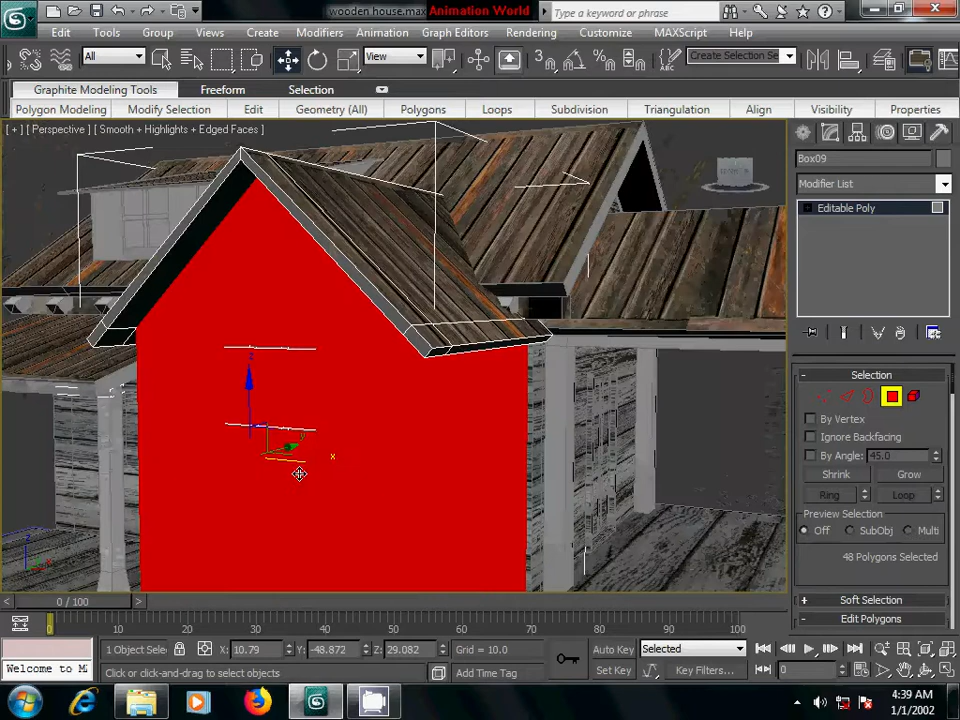 wooden house.max Animation World
Type a keyword or phrase
Edit Tools Group Views Create Modifiers Animation Graph Editors Rendering Customize MAXScript Help
All View 3 Create Selection Se
Graphite Modeling Tools Freeform Selection
Polygon Modeling Modify Selection Edit Geometry (All) Polygons Loops Subdivision Triangulation Align Visibility Properties
[ + ] [ Perspective ] [ Smooth + Highlights + Edged Faces ]
Box09
Modifier List
Editable Poly
z
y
x
Selection
By Vertex
Ignore Backfacing
By Angle: 45.0
Shrink Grow
Ring Loop
Preview Selection
Off SubObj Multi
48 Polygons Selected
Soft Selection
Edit Polygons
0 / 100
0 10 20 30 40 50 60 70 80 90 100
1 Object Sele X: 10.79 Y: -48.872 Z: 29.082 Grid = 10.0 Auto Key Selected
Welcome to M Click or click-and-drag to select objects Add Time Tag Set Key Key Filters... 0
4:39 AM
1/1/2002